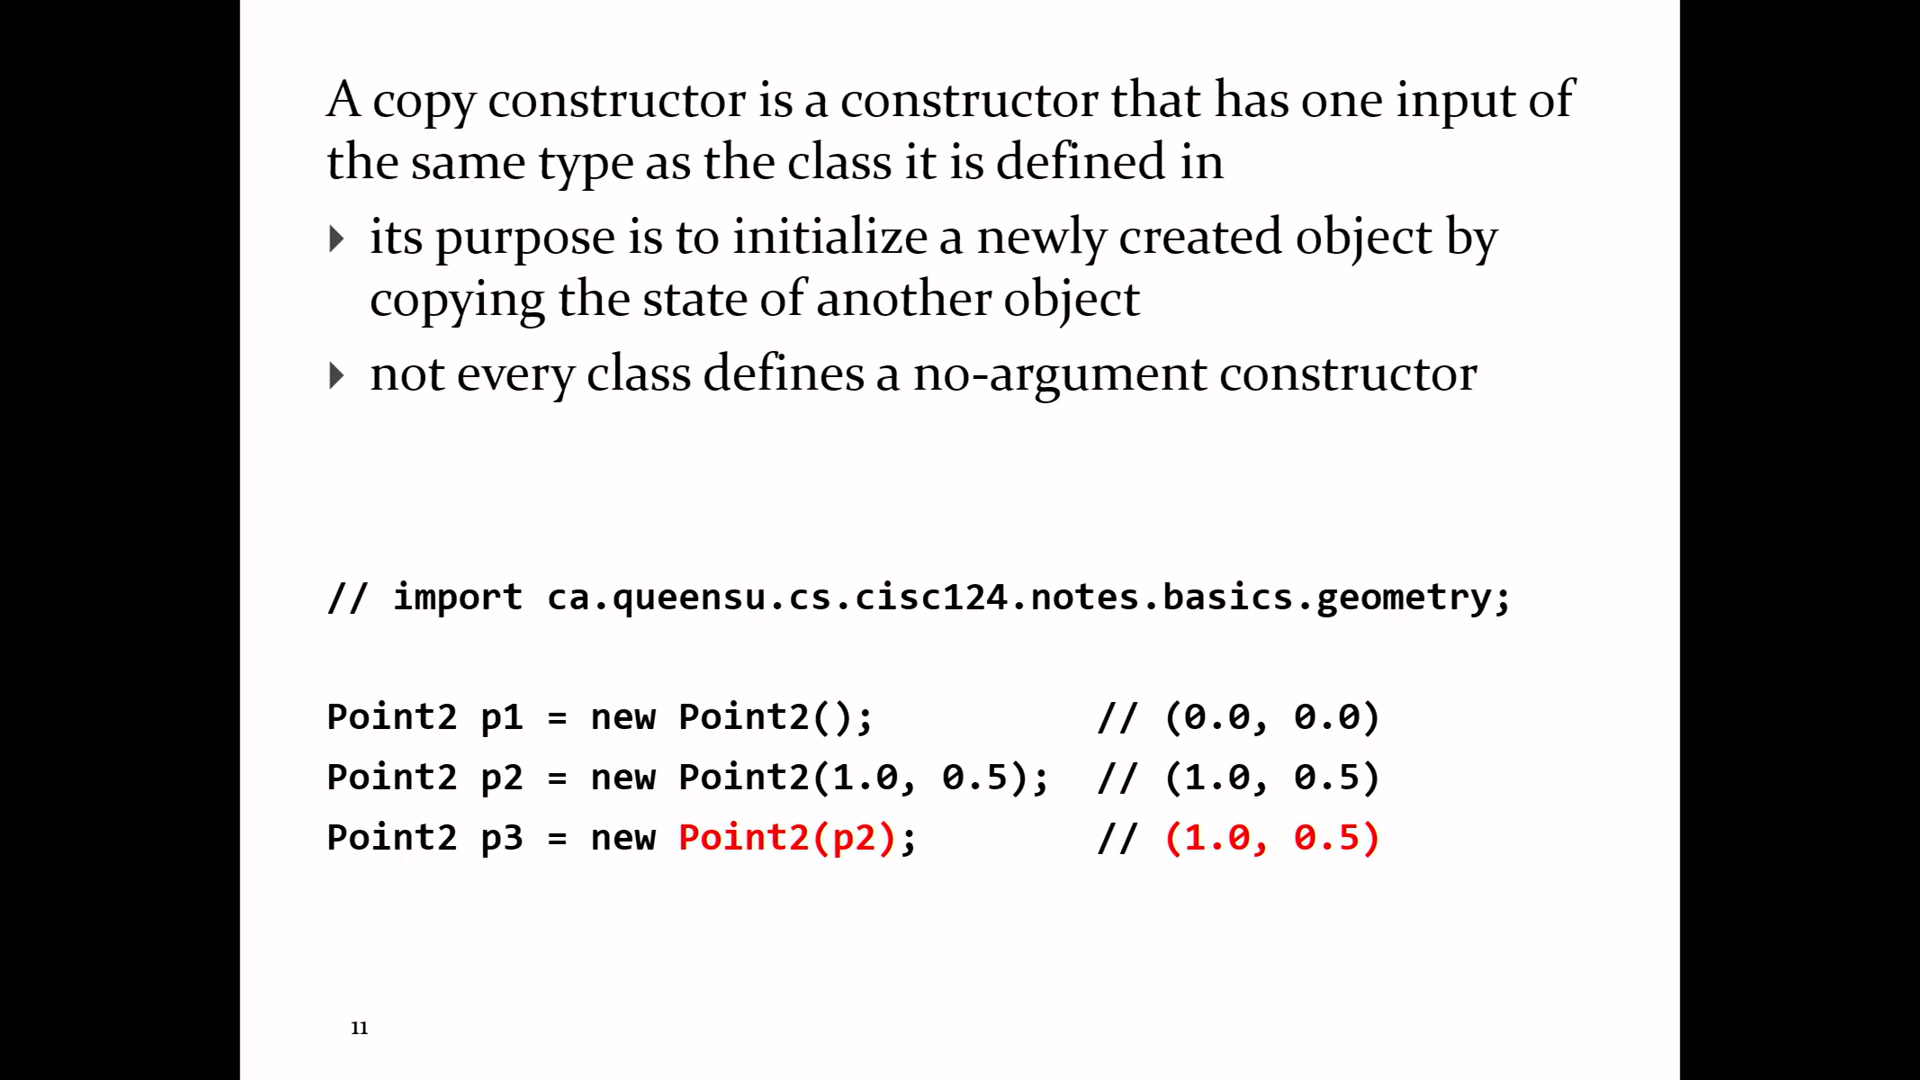 A copy constructor is a constructor that has one input of
the same type as the class it is defined in
its purpose is to initialize a newly created object by
copying the state of another object
not every class defines a no-argument constructor
// import ca.queensu.cs.cisc124.notes.basics.geometry;
Point2 p1 = new Point2();          // (0.0, 0.0)
Point2 p2 = new Point2(1.0, 0.5);  // (1.0, 0.5)
Point2 p3 = new Point2(p2);        // (1.0, 0.5)
11